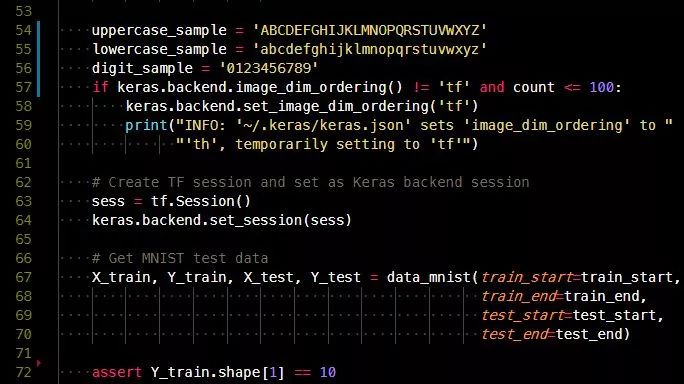 53
54 uppercase_sample = 'ABCDEFGHIJKLMNOPQRSTUVWXYZ'
55 lowercase_sample = 'abcdefghijklmnopqrstuvwxyz'
56 digit_sample = '0123456789'
57 if keras.backend.image_dim_ordering() != 'tf' and count <= 100:
58 keras.backend.set_image_dim_ordering('tf')
59 print("INFO: '~/.keras/keras.json' sets 'image_dim_ordering' to "
60 "'th', temporarily setting to 'tf'")
61
62 # Create TF session and set as Keras backend session
63 sess = tf.Session()
64 keras.backend.set_session(sess)
65
66 # Get MNIST test data
67 X_train, Y_train, X_test, Y_test = data_mnist(train_start=train_start,
68 train_end=train_end,
69 test_start=test_start,
70 test_end=test_end)
71
72 assert Y_train.shape[1] == 10